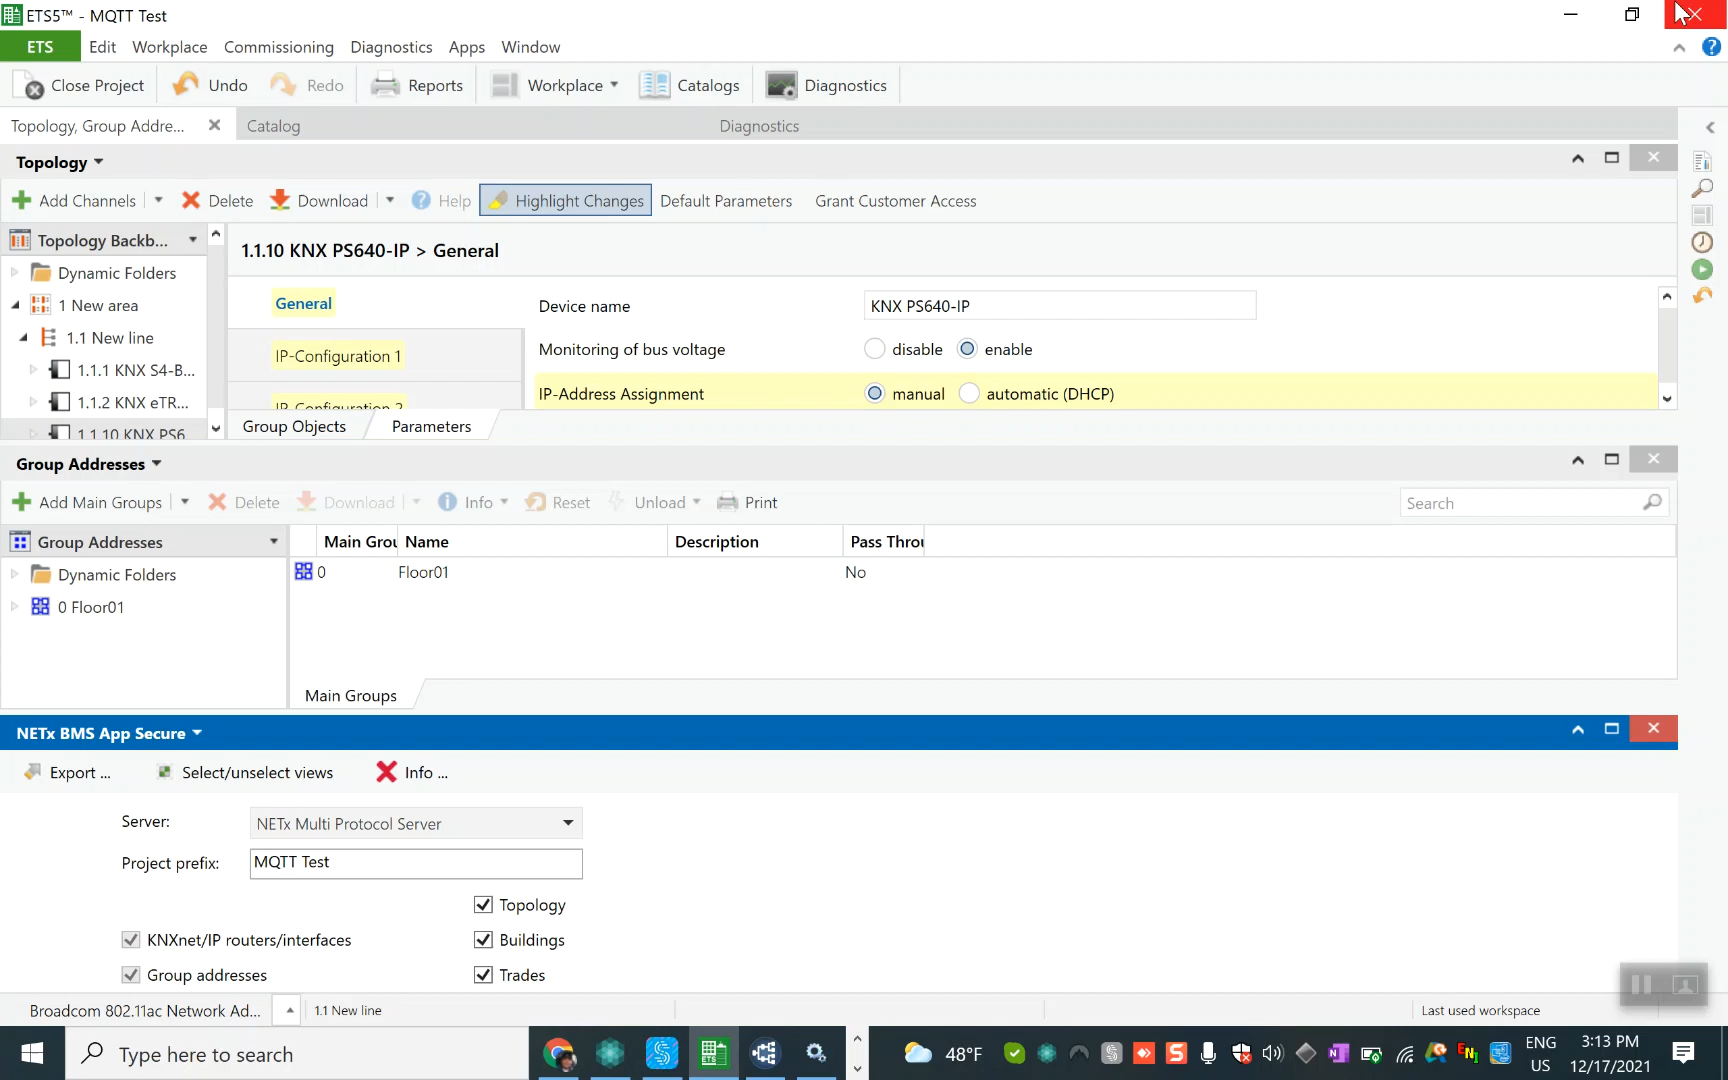 ETS5™ - MQTT Test
ETS Edit Workplace Commissioning Diagnostics Apps Window
Close Project Undo Redo Reports Workplace Catalogs Diagnostics
Topology, Group Addre... Catalog Diagnostics
Topology
Add Channels Delete Download Help Highlight Changes Default Parameters Grant Customer Access
Topology Backb...
Dynamic Folders
1 New area
1.1 New line
1.1.1 KNX S4-B...
1.1.2 KNX eTR...
1.1.10 KNX PS6
1.1.10 KNX PS640-IP > General
General
IP-Configuration 1
IP-Configuration 2
Device name KNX PS640-IP
Monitoring of bus voltage disable enable
IP-Address Assignment manual automatic (DHCP)
Group Objects Parameters
Group Addresses
Add Main Groups Delete Download Info Reset Unload Print Search
Group Addresses
Dynamic Folders
0 Floor01
Main Grou Name Description Pass Throu
0 Floor01 No
Main Groups
NETx BMS App Secure
Export ... Select/unselect views Info ...
Server: NETx Multi Protocol Server
Project prefix: MQTT Test
Topology
KNXnet/IP routers/interfaces Buildings
Group addresses Trades
Broadcom 802.11ac Network Ad... 1.1 New line Last used workspace
Type here to search 48°F ENG 3:13 PM
US 12/17/2021